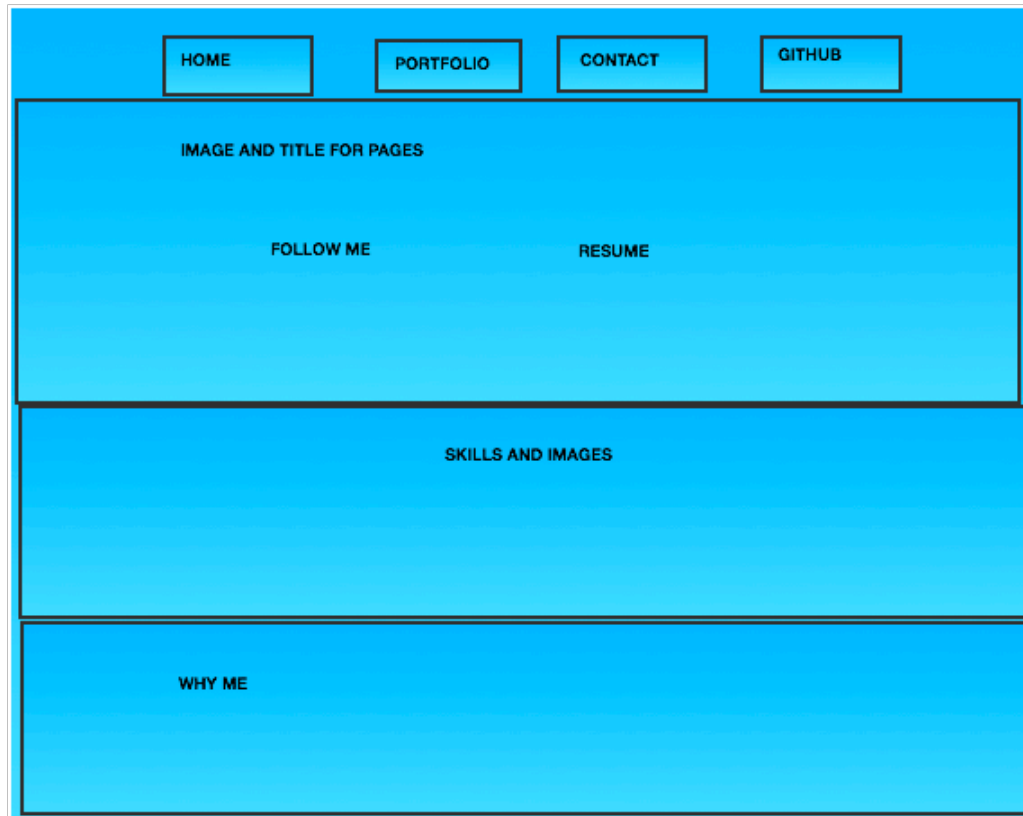 HOME PORTFOLIO CONTACT GITHUB
IMAGE AND TITLE FOR PAGES
FOLLOW ME RESUME
SKILLS AND IMAGES
WHY ME